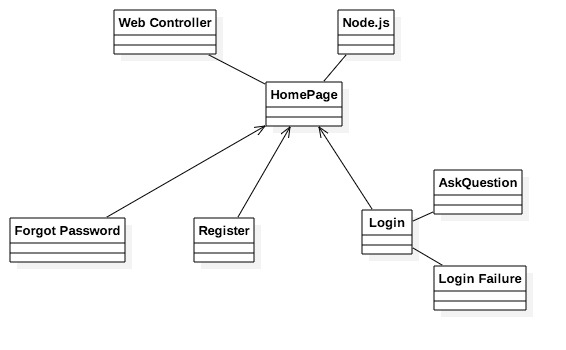 Web Controller
Node.js
HomePage
AskQuestion
Forgot Password
Register
Login
Login Failure